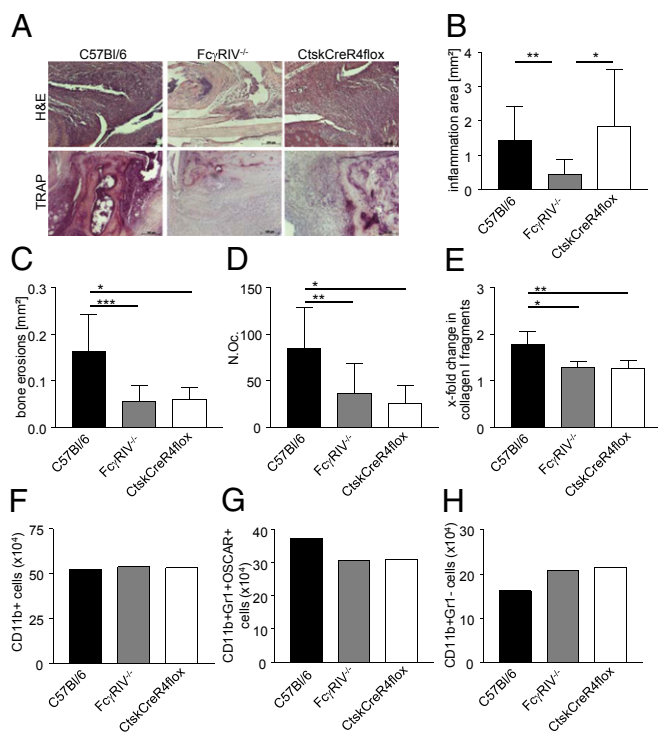 A
C57Bl/6
FcγRIV-/-
CtskCreR4flox
H&E
TRAP
B
inflammation area [mm²]
4
3
2
1
0
**
*
C57Bl/6
FcγRIV-/-
CtskCreR4flox
C
bone erosions [mm²]
0.3
0.2
0.1
0.0
*
***
C57Bl/6
FcγRIV-/-
CtskCreR4flox
D
N.Oc.
150
100
50
0
*
**
C57Bl/6
FcγRIV-/-
CtskCreR4flox
E
x-fold change in
collagen I fragments
3
2
1
0
**
*
C57Bl/6
FcγRIV-/-
CtskCreR4flox
F
CD11b+ cells (x10⁴)
75
50
25
0
C57Bl/6
FcγRIV-/-
CtskCreR4flox
G
CD11b+Gr1+OSCAR+
cells (x10⁴)
40
30
20
10
0
C57Bl/6
FcγRIV-/-
CtskCreR4flox
H
CD11b+Gr1- cells (x10⁴)
30
20
10
0
C57Bl/6
FcγRIV-/-
CtskCreR4flox